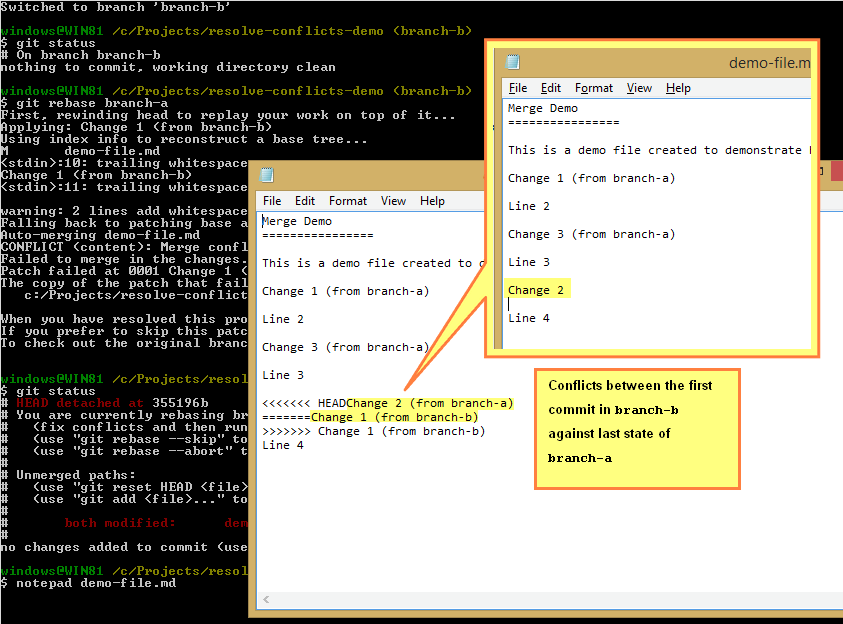 Switched to branch 'branch-b'
windows@WIN81 /c/Projects/resolve-conflicts-demo (branch-b)
$ git status
# On branch branch-b
nothing to commit, working directory clean
windows@WIN81 /c/Projects/resolve-conflicts-demo (branch-b)
$ git rebase branch-a
First, rewinding head to replay your work on top of it...
Applying: Change 1 (from branch-b)
Using index info to reconstruct a base tree...
M demo-file.md
<stdin>:10: trailing whitespace
Change 1 (from branch-b)
<stdin>:11: trailing whitespace
warning: 2 lines add whitespace
Falling back to patching base a
Auto-merging demo-file.md
CONFLICT (content): Merge confl
Failed to merge in the changes.
Patch failed at 0001 Change 1 (
The copy of the patch that fail
c:/Projects/resolve-conflict
When you have resolved this pro
If you prefer to skip this patc
To check out the original branc
windows@WIN81 /c/Projects/resol
$ git status
# HEAD detached at 355196b
# You are currently rebasing br
# (fix conflicts and then run
# (use "git rebase --skip" to
# (use "git rebase --abort" t
#
# Unmerged paths:
# (use "git reset HEAD <file>
# (use "git add <file>..." to
#
# both modified: dem
#
no changes added to commit (use
windows@WIN81 /c/Projects/resol
$ notepad demo-file.md
File Edit Format View Help
Merge Demo
================
This is a demo file created to d
Change 1 (from branch-a)
Line 2
Change 3 (from branch-a)
Line 3
<<<<<<< HEADChange 2 (from branch-a)
=======Change 1 (from branch-b)
>>>>>>> Change 1 (from branch-b)
Line 4
demo-file.m
File Edit Format View Help
Merge Demo
================
This is a demo file created to demonstrate
Change 1 (from branch-a)
Line 2
Change 3 (from branch-a)
Line 3
Change 2
Line 4
Conflicts between the first
commit in branch-b
against last state of
branch-a